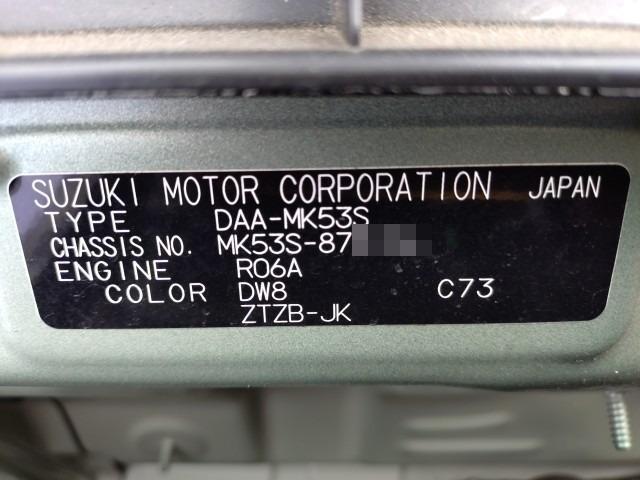 SUZUKI MOTOR CORPORATION JAPAN
TYPE DAA-MK53S
CHASSIS NO. MK53S-87
ENGINE R06A
COLOR DW8 C73
ZTZB-JK